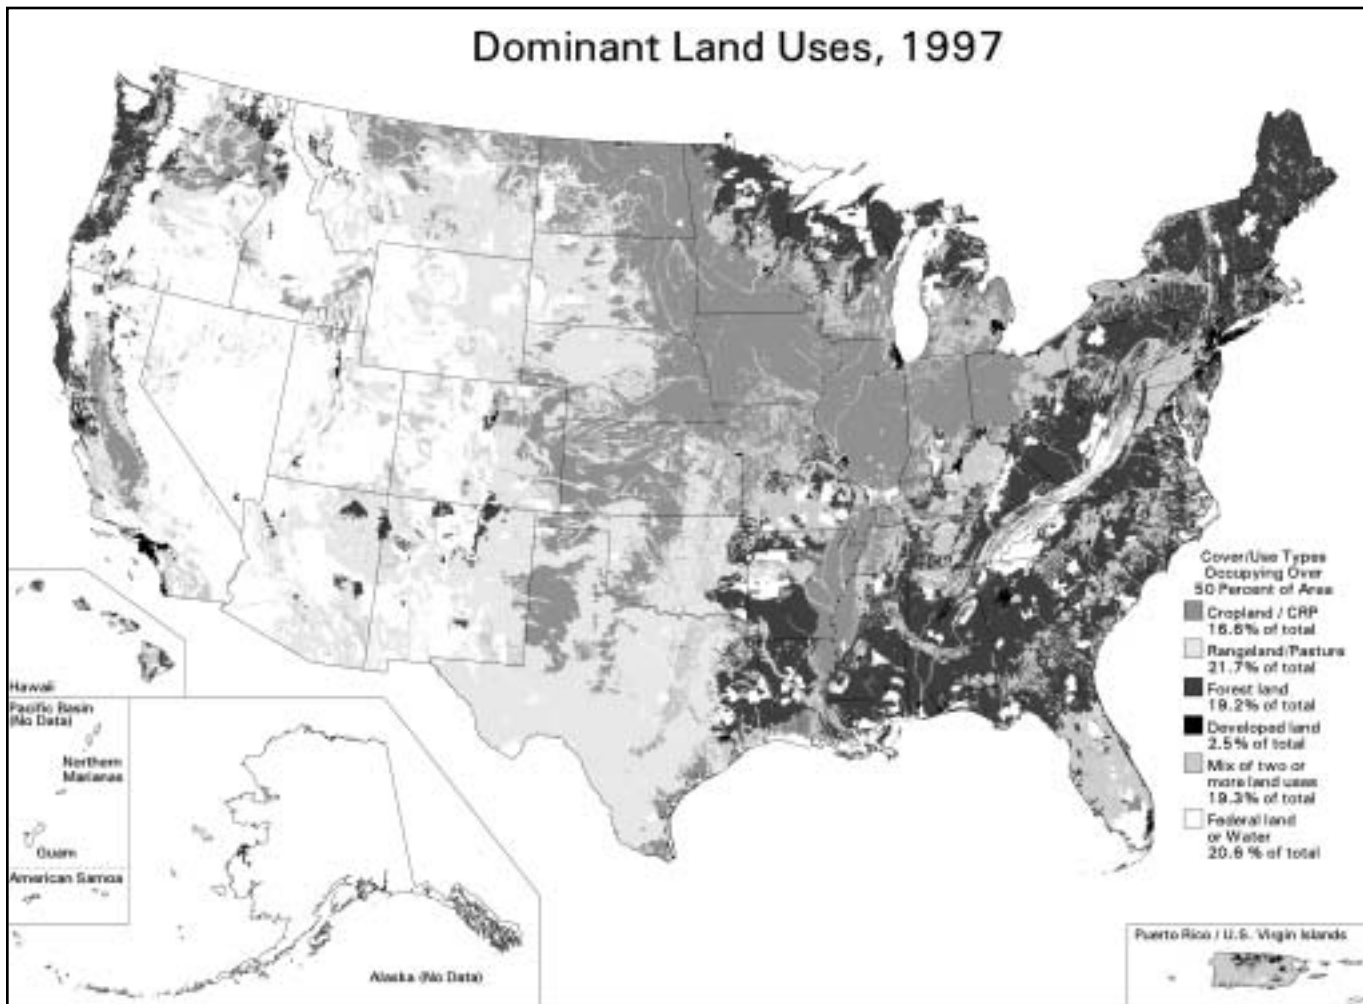 Dominant Land Uses, 1997
Cover/Use Types
Occupying Over
50 Percent of Area
Cropland / CRP
16.6% of total
Rangeland/Pasture
21.7% of total
Forest land
19.2% of total
Developed land
2.5% of total
Mix of two or
more land uses
19.3% of total
Federal land
or Water
20.6 % of total
Hawaii
Pacific Basin
(No Data)
Northern
Marianas
Guam
American Samoa
Alaska (No Data)
Puerto Rico / U.S. Virgin Islands